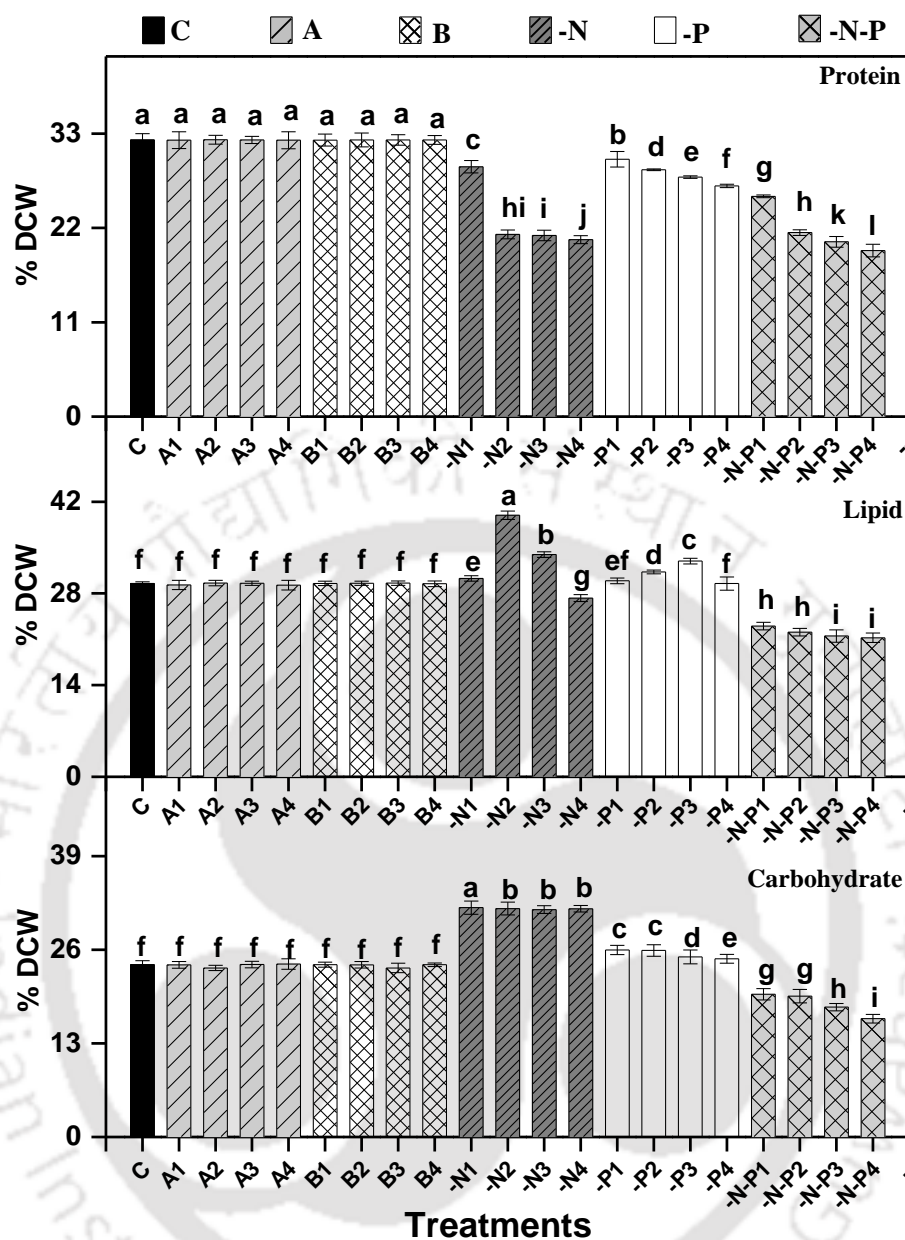 C A B -N -P -N-P
Protein
% DCW
33
22
11
0
a a a a a a a a a c hi i j b d e f g h k l
C A1 A2 A3 A4 B1 B2 B3 B4 -N1 -N2 -N3 -N4 -P1 -P2 -P3 -P4 -N-P1 -N-P2 -N-P3 -N-P4
Lipid
% DCW
42
28
14
0
f f f f f f f f f e a b g ef d c f h h i i
C A1 A2 A3 A4 B1 B2 B3 B4 -N1 -N2 -N3 -N4 -P1 -P2 -P3 -P4 -N-P1 -N-P2 -N-P3 -N-P4
Carbohydrate
% DCW
39
26
13
0
f f f f f f f f f a b b b c c d e g g h i
C A1 A2 A3 A4 B1 B2 B3 B4 -N1 -N2 -N3 -N4 -P1 -P2 -P3 -P4 -N-P1 -N-P2 -N-P3 -N-P4
Treatments